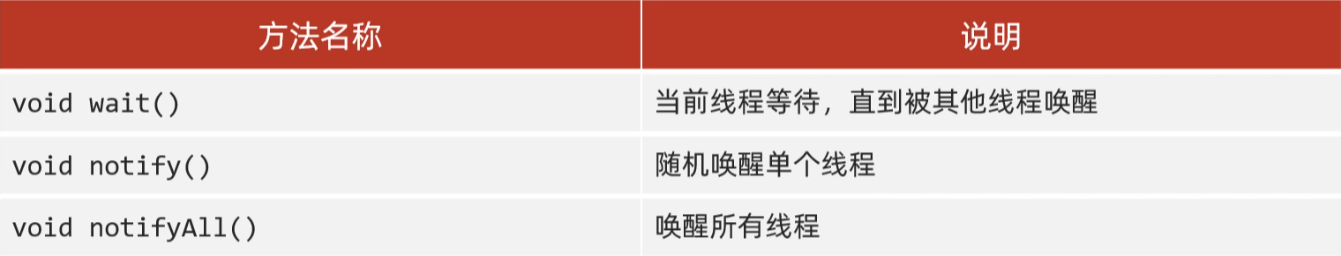 方法名称 说明
void wait() 当前线程等待，直到被其他线程唤醒
void notify() 随机唤醒单个线程
void notifyAll() 唤醒所有线程